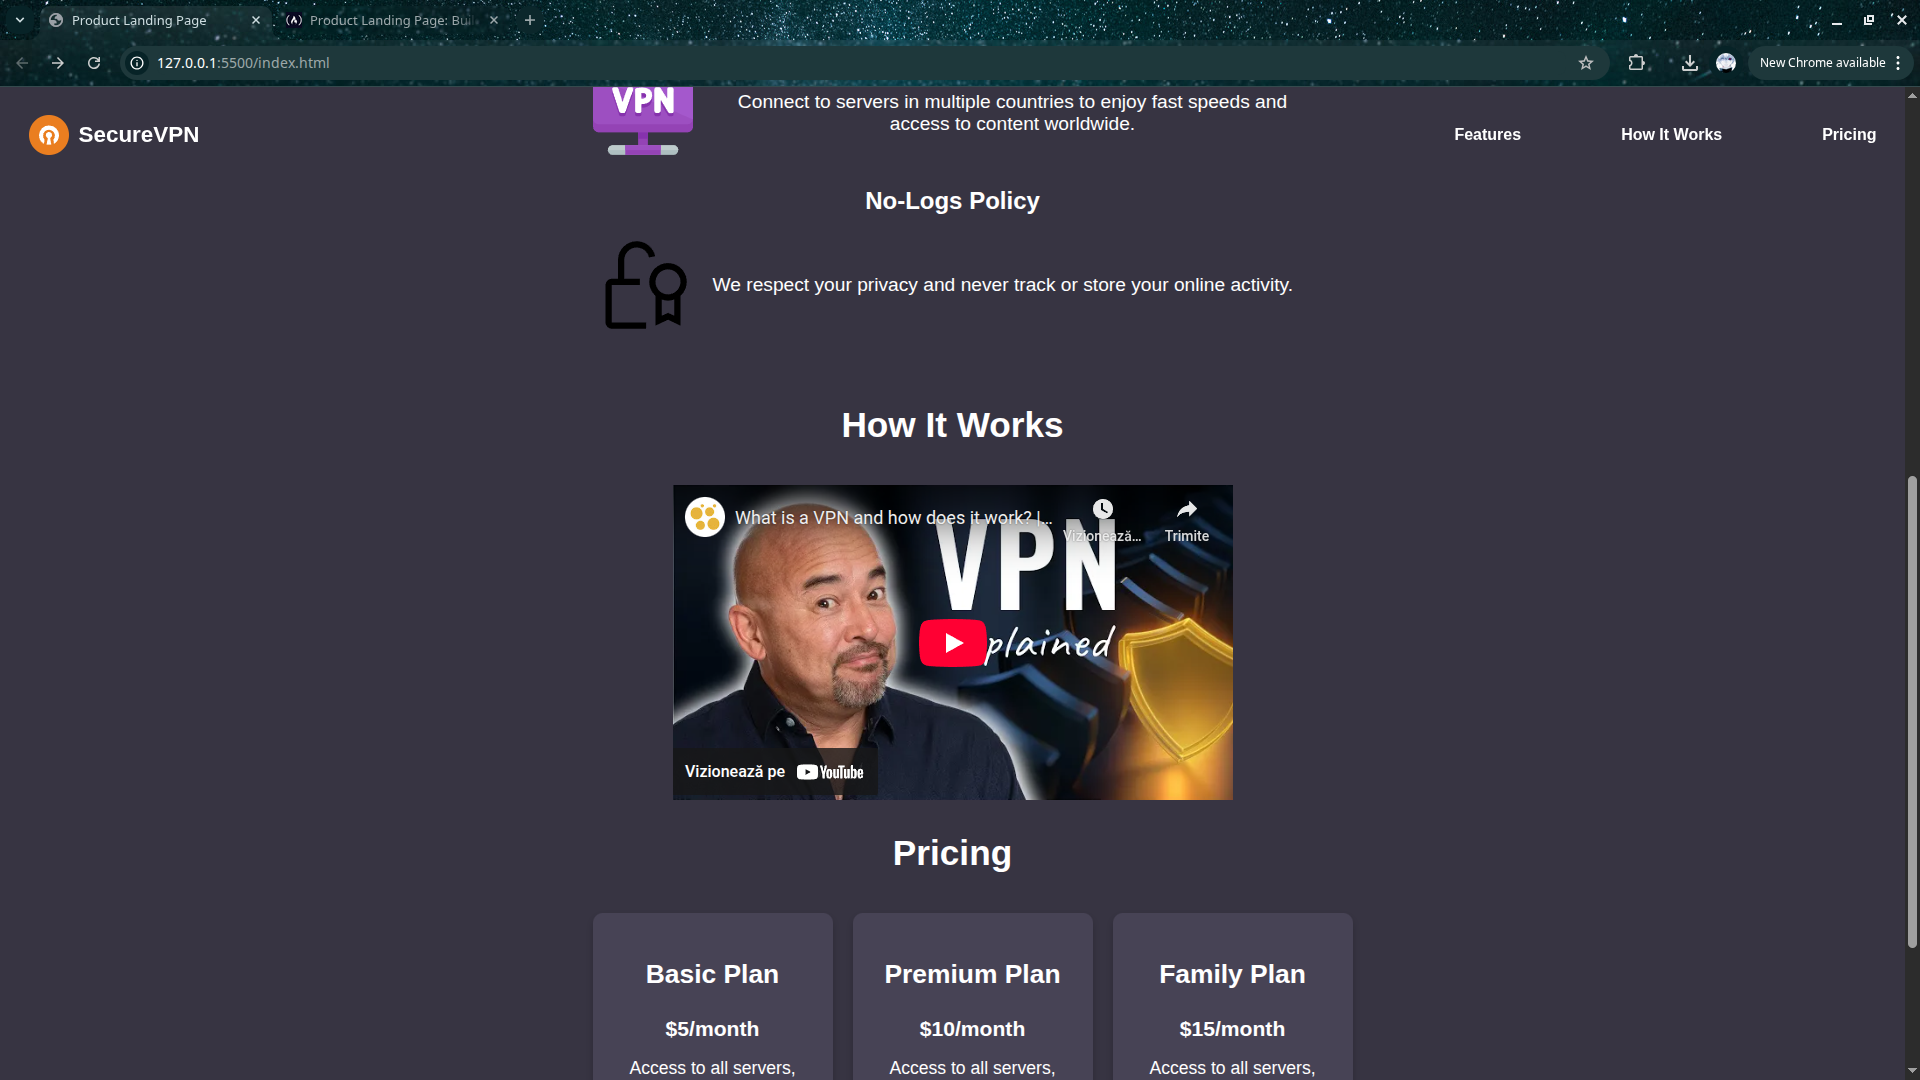 Product Landing Page
Product Landing Page: Buil
127.0.0.1:5500/index.html
New Chrome available
SecureVPN
Features
How It Works
Pricing
VPN
Connect to servers in multiple countries to enjoy fast speeds and
access to content worldwide.
No-Logs Policy
We respect your privacy and never track or store your online activity.
How It Works
What is a VPN and how does it work? |...
Vizionează...
Trimite
VPN
plained
Vizionează pe YouTube
Pricing
Basic Plan
$5/month
Access to all servers,
Premium Plan
$10/month
Access to all servers,
Family Plan
$15/month
Access to all servers,